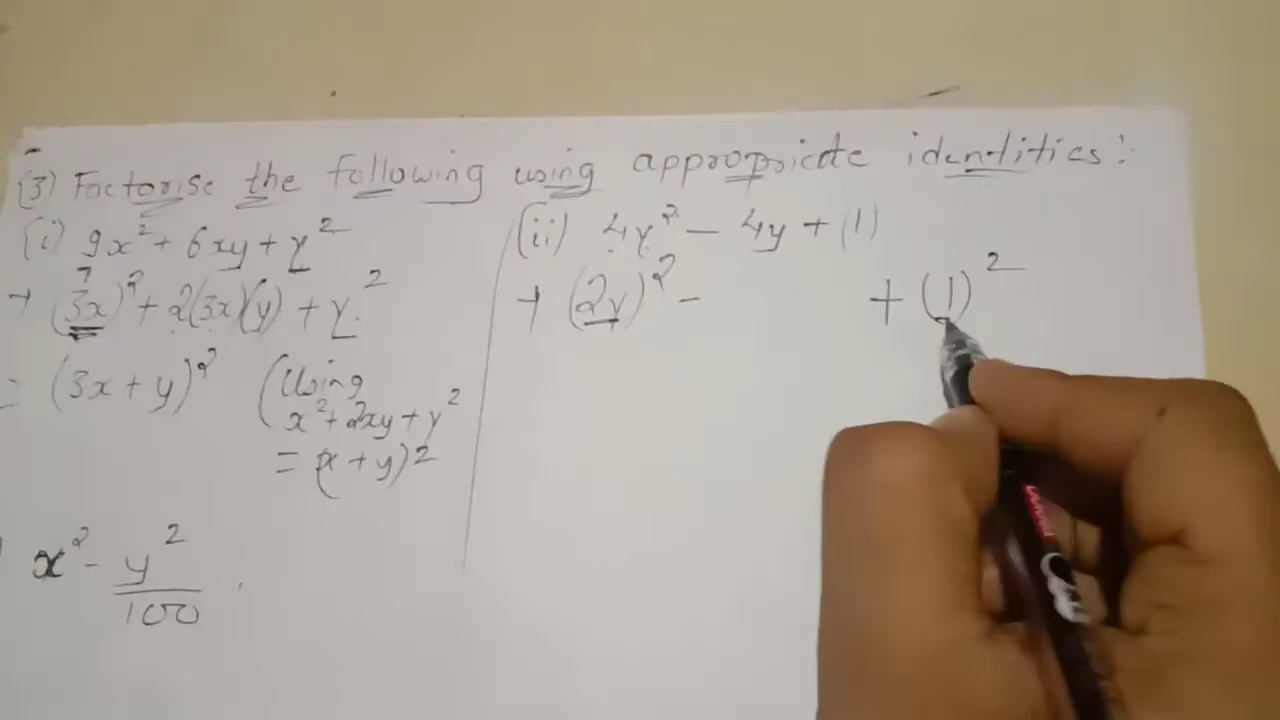 (3) Factorise the following using appropriate identities:
(i) 9x² + 6xy + y²
→ (3x)² + 2(3x)(y) + y²
= (3x + y)² (Using
x² + 2xy + y²
= (x + y)2
x² - y²/100
(ii) 4y² - 4y + (1)
→ (2y)² - + (1)²